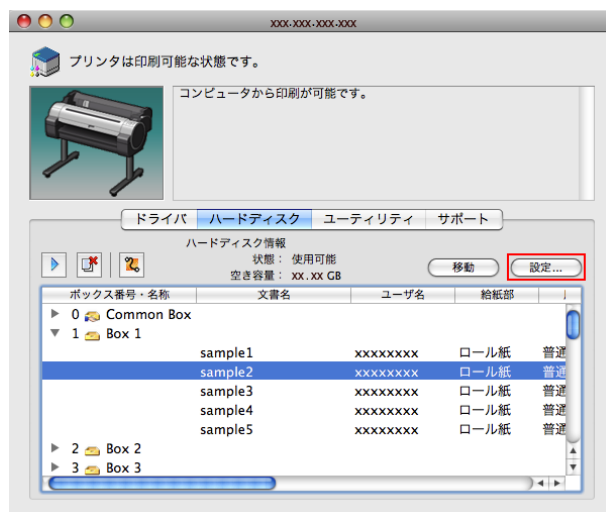 xxx.xxx.xxx.xxx
プリンタは印刷可能な状態です。
コンピュータから印刷が可能です。
ドライバ ハードディスク ユーティリティ サポート
ハードディスク情報
状態： 使用可能
空き容量： xx.xx GB
移動 設定...
ボックス番号・名称 文書名 ユーザ名 給紙部
0 Common Box
1 Box 1
sample1 xxxxxxxx ロール紙 普通
sample2 xxxxxxxx ロール紙 普通
sample3 xxxxxxxx ロール紙 普通
sample4 xxxxxxxx ロール紙 普通
sample5 xxxxxxxx ロール紙 普通
2 Box 2
3 Box 3